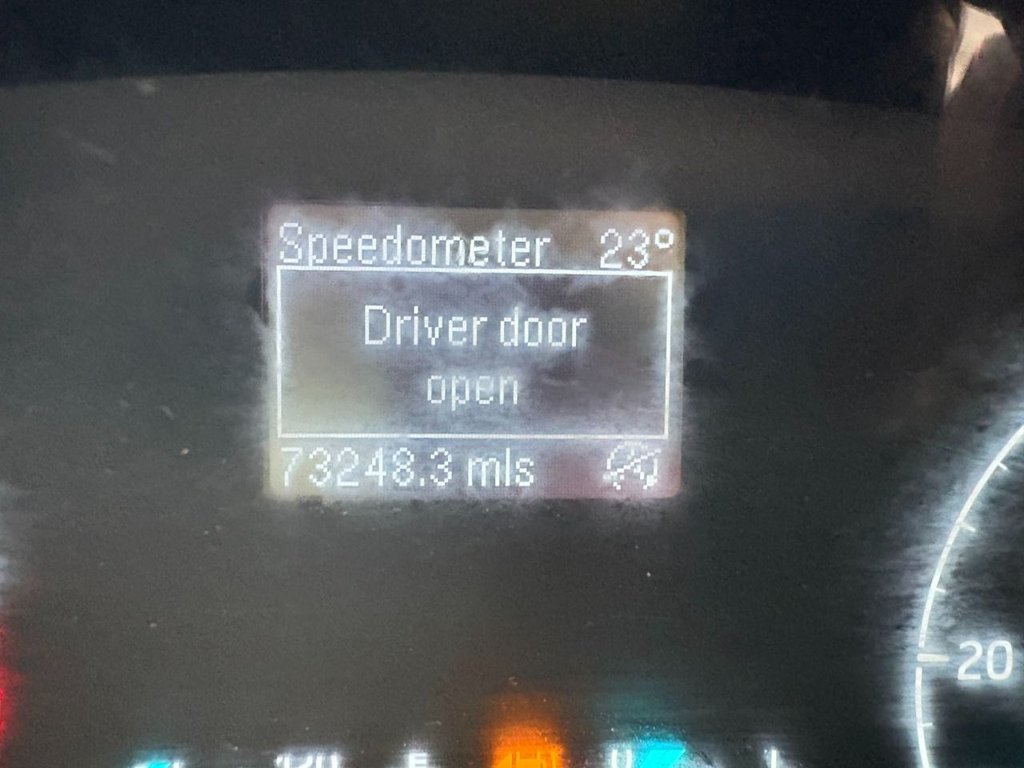 Speedometer 23°
Driver door
open
73248.3 mls
20